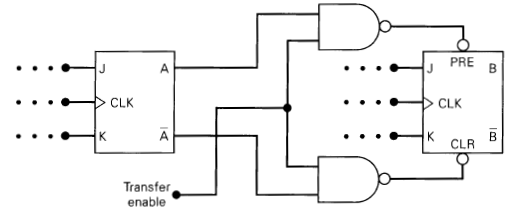 J A
CLK
K A̅
Transfer
enable
J PRE B
CLK
K CLR B̅